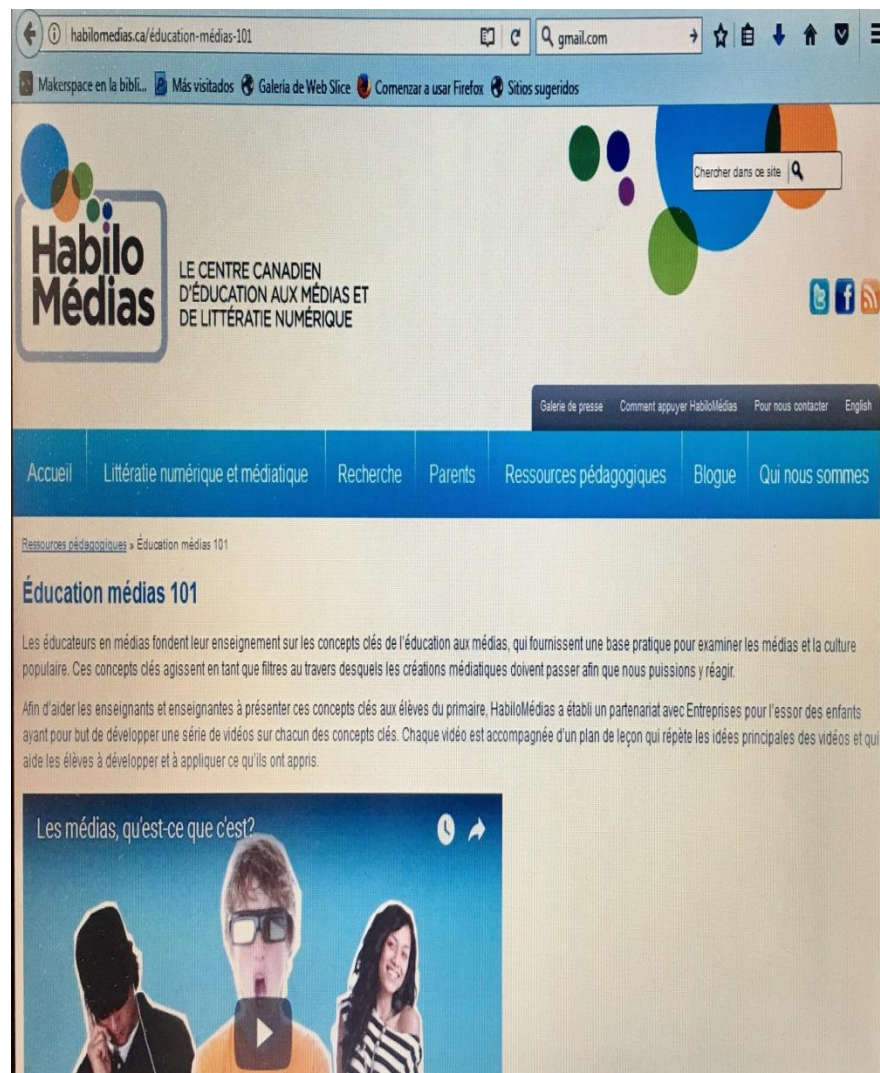 habilomedias.ca/éducation-médias-101
gmail.com
Makerspace en la bibli... Más visitados Galería de Web Slice Comenzar a usar Firefox Sitios sugeridos
Chercher dans ce site
Habilo
Médias
LE CENTRE CANADIEN
D'ÉDUCATION AUX MÉDIAS ET
DE LITTÉRATIE NUMÉRIQUE
Galerie de presse Comment appuyer HabiloMédias Pour nous contacter English
Accueil Littératie numérique et médiatique Recherche Parents Ressources pédagogiques Blogue Qui nous sommes
Ressources pédagogiques » Éducation médias 101
Éducation médias 101
Les éducateurs en médias fondent leur enseignement sur les concepts clés de l'éducation aux médias, qui fournissent une base pratique pour examiner les médias et la culture
populaire. Ces concepts clés agissent en tant que filtres au travers desquels les créations médiatiques doivent passer afin que nous puissions y réagir.
Afin d'aider les enseignants et enseignantes à présenter ces concepts clés aux élèves du primaire, HabiloMédias a établi un partenariat avec Entreprises pour l'essor des enfants
ayant pour but de développer une série de vidéos sur chacun des concepts clés. Chaque vidéo est accompagnée d'un plan de leçon qui répète les idées principales des vidéos et qui
aide les élèves à développer et à appliquer ce qu'ils ont appris.
Les médias, qu'est-ce que c'est?